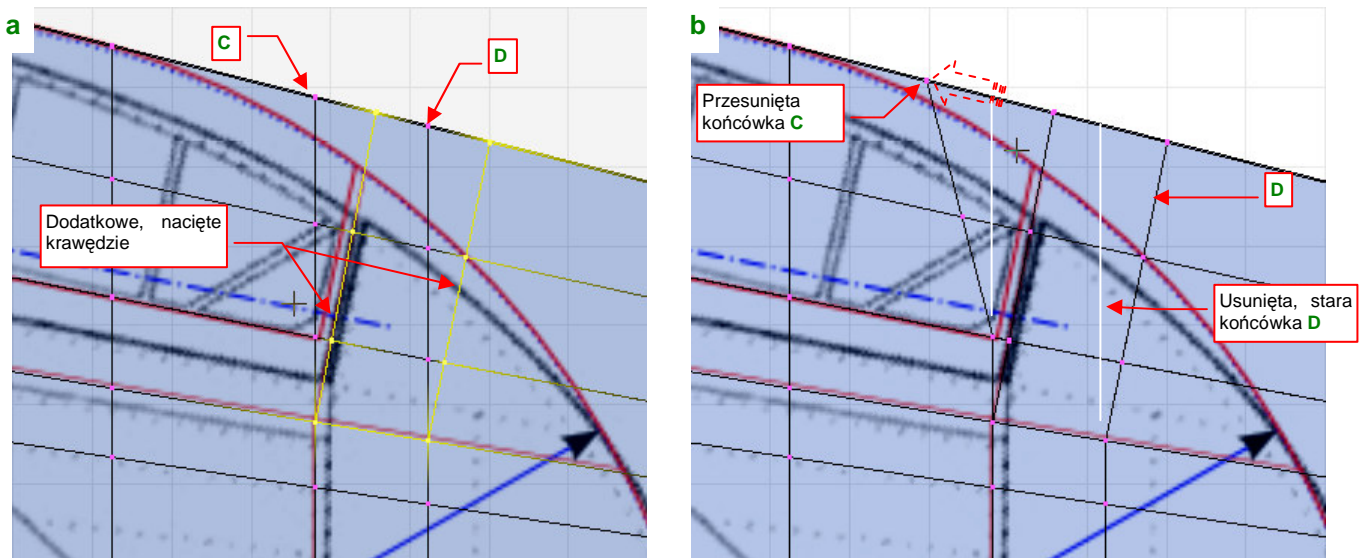 a
C
D
Dodatkowe, nacięte
krawędzie
b
Przesunięta
końcówka C
D
Usunięta, stara
końcówka D